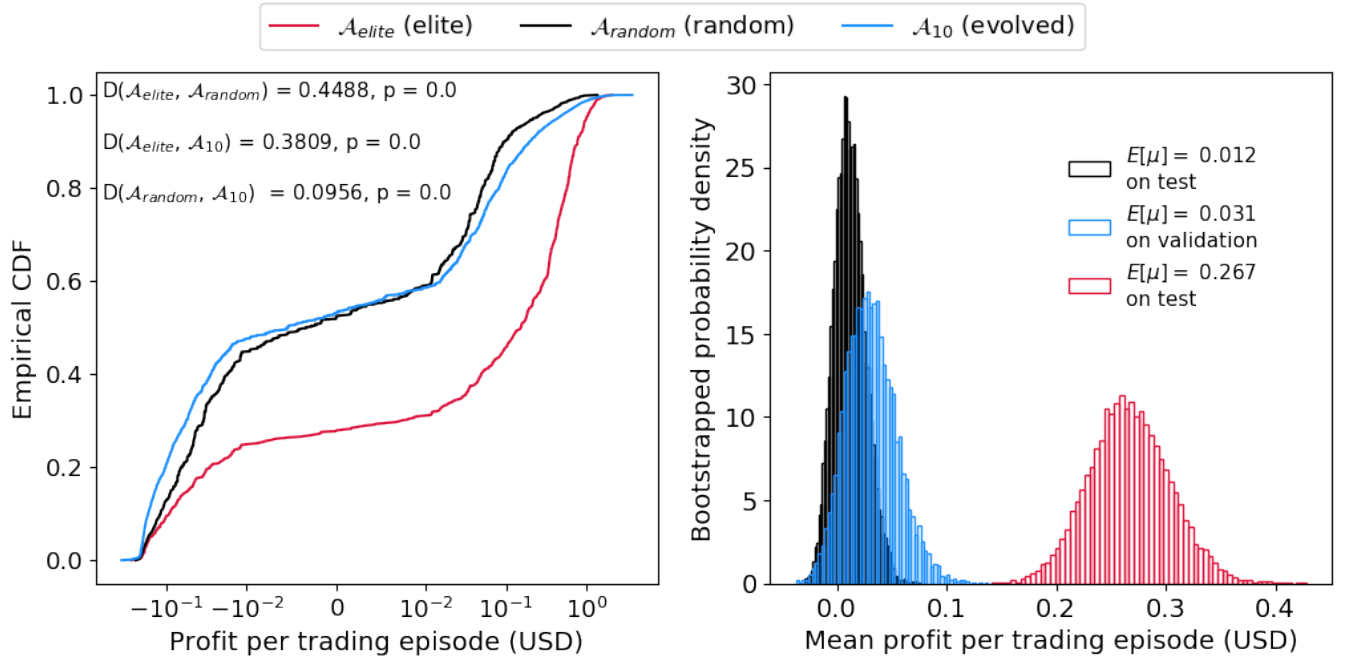 𝒜elite (elite) 𝒜random (random) 𝒜10 (evolved)
D(𝒜elite, 𝒜random) = 0.4488, p = 0.0
D(𝒜elite, 𝒜10) = 0.3809, p = 0.0
D(𝒜random, 𝒜10) = 0.0956, p = 0.0
Empirical CDF
1.0
0.8
0.6
0.4
0.2
0.0
−10⁻¹ −10⁻² 0 10⁻² 10⁻¹ 10⁰
Profit per trading episode (USD)
Bootstrapped probability density
30
25
20
15
10
5
0
E[μ] = 0.012
on test
E[μ] = 0.031
on validation
E[μ] = 0.267
on test
0.0 0.1 0.2 0.3 0.4
Mean profit per trading episode (USD)